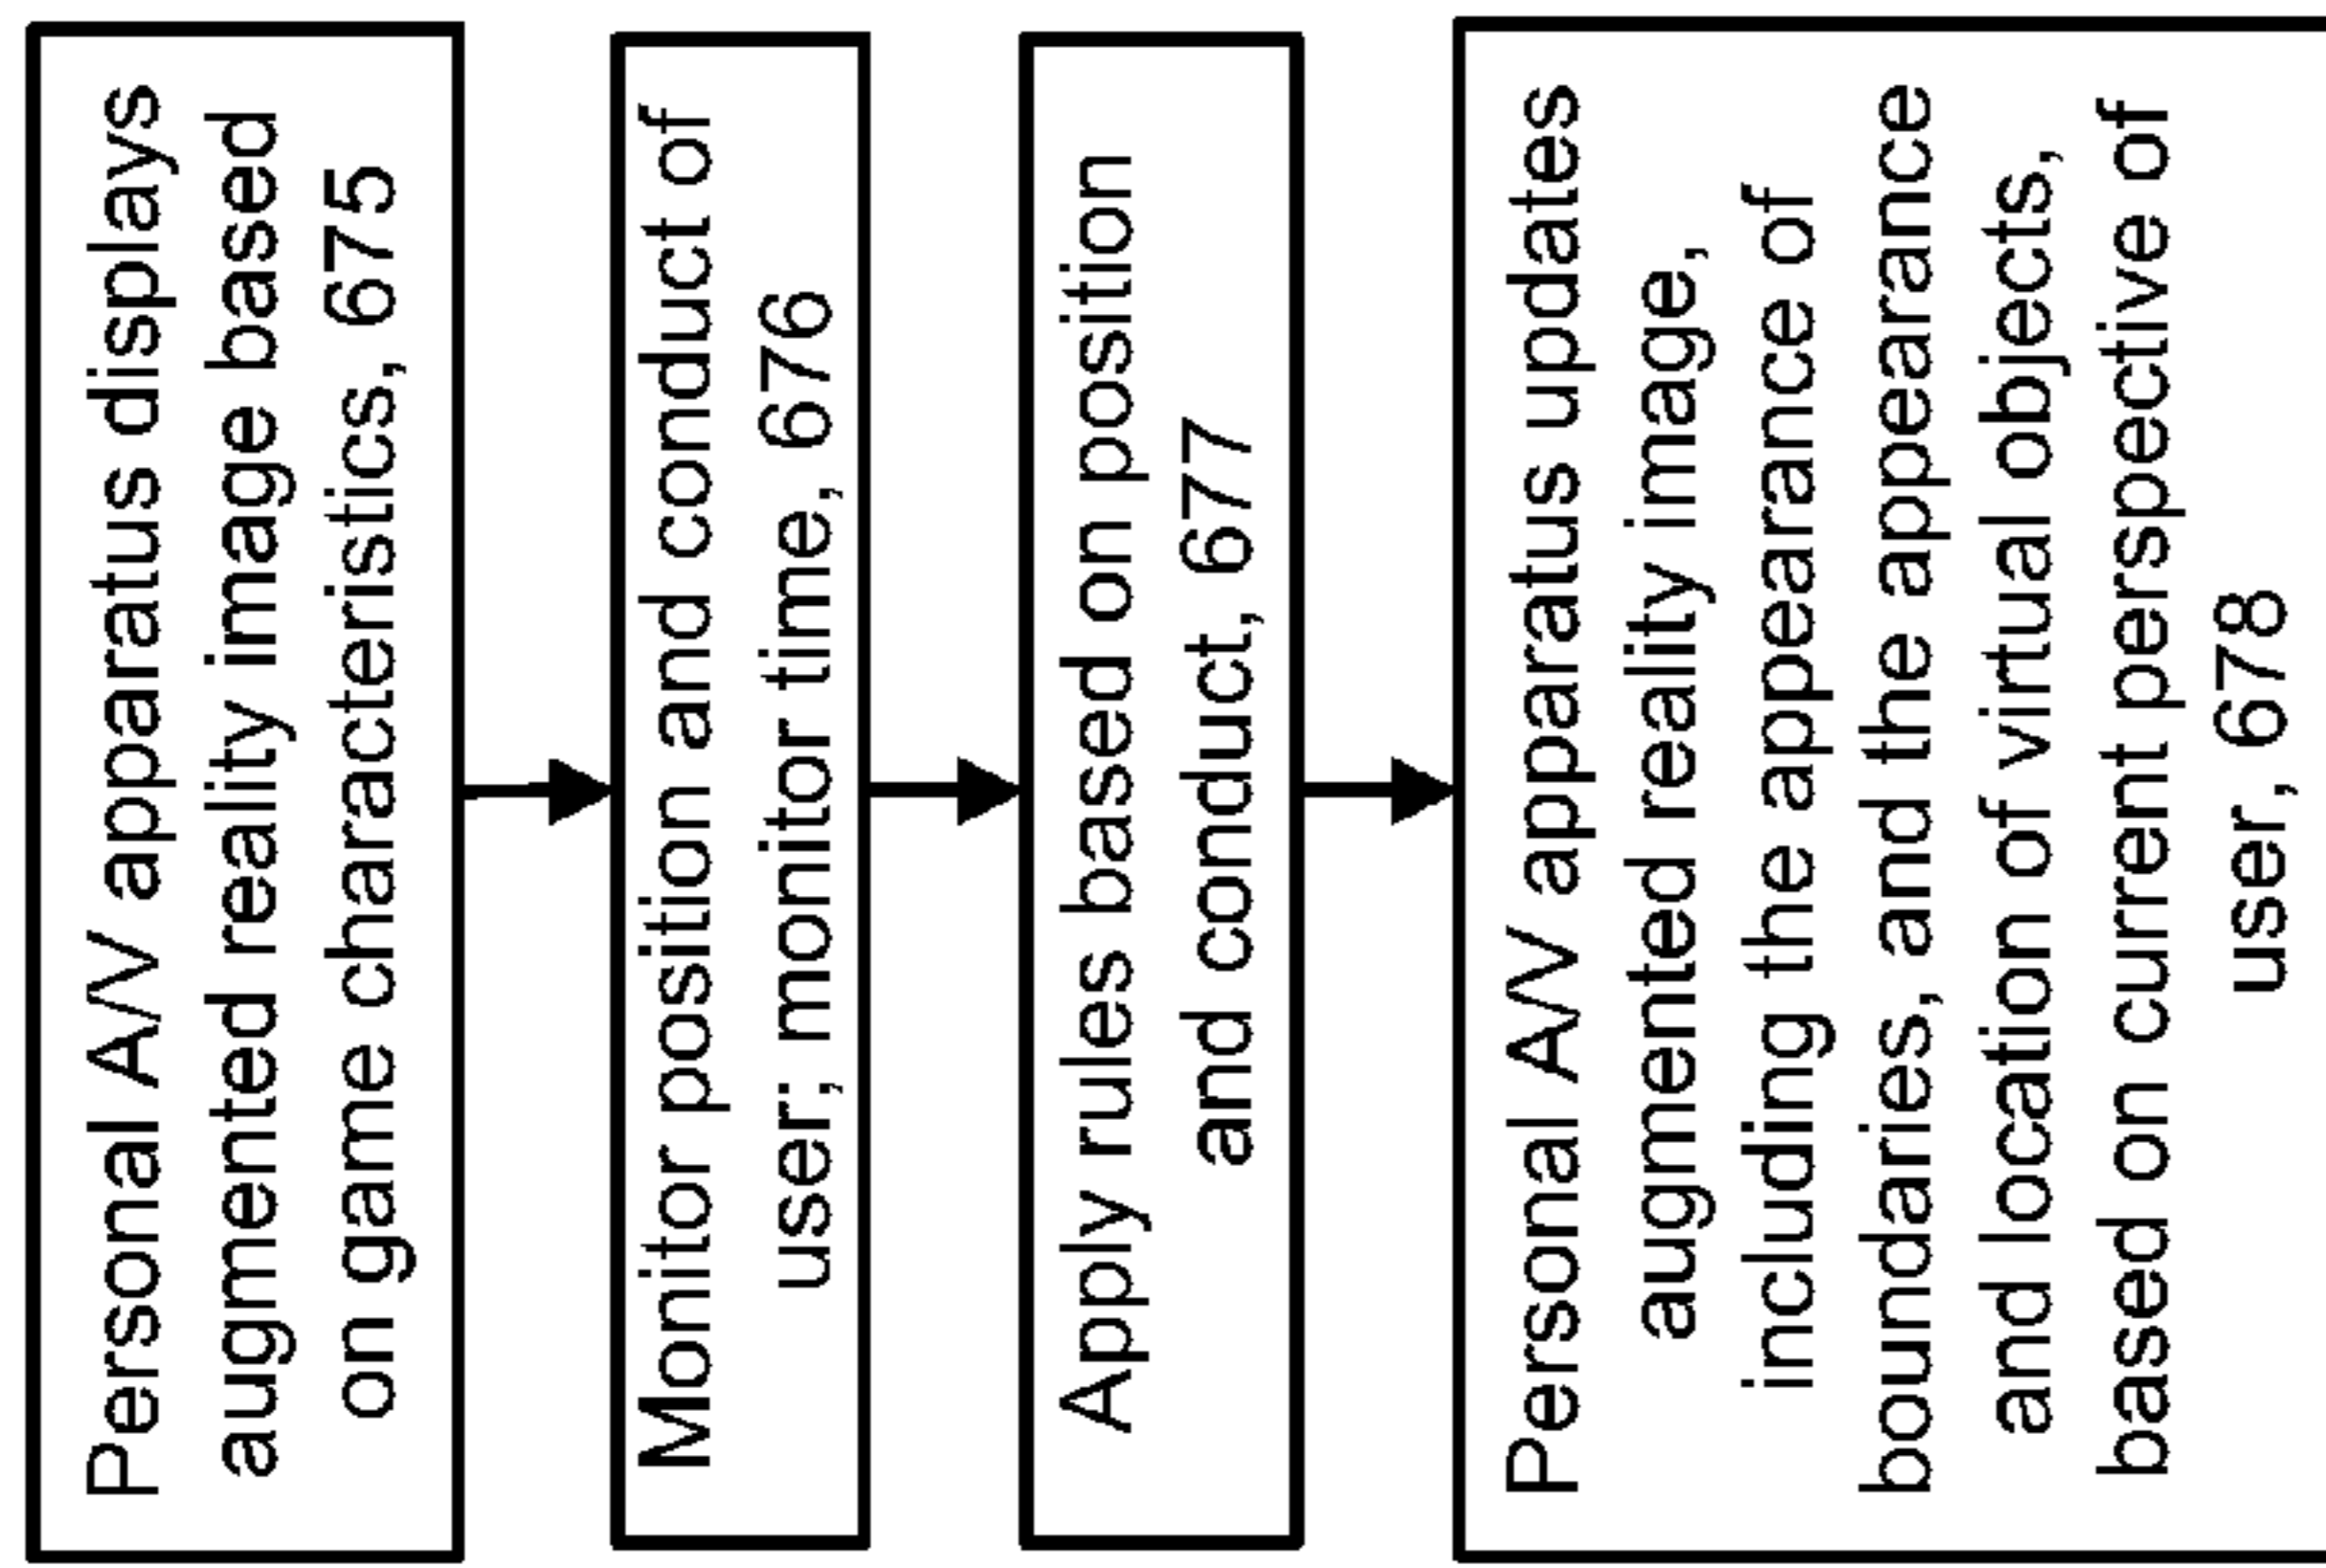 Personal A/V apparatus displays
augmented reality image based
on game characteristics, 675
Monitor position and conduct of
user; monitor time, 676
Apply rules based on position
and conduct, 677
Personal A/V apparatus updates
augmented reality image,
including the appearance of
boundaries, and the appearance
and location of virtual objects,
based on current perspective of
user, 678